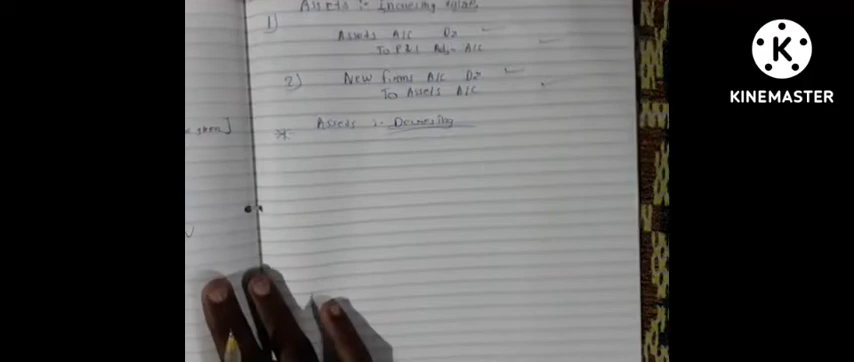 Assets :- Increasing Value
1)
Assets A/C Dr
To P & L Adj- A/C
2) New firms A/C Dr
To Assets A/C
* Assets :- Decreasing
K
KINEMASTER